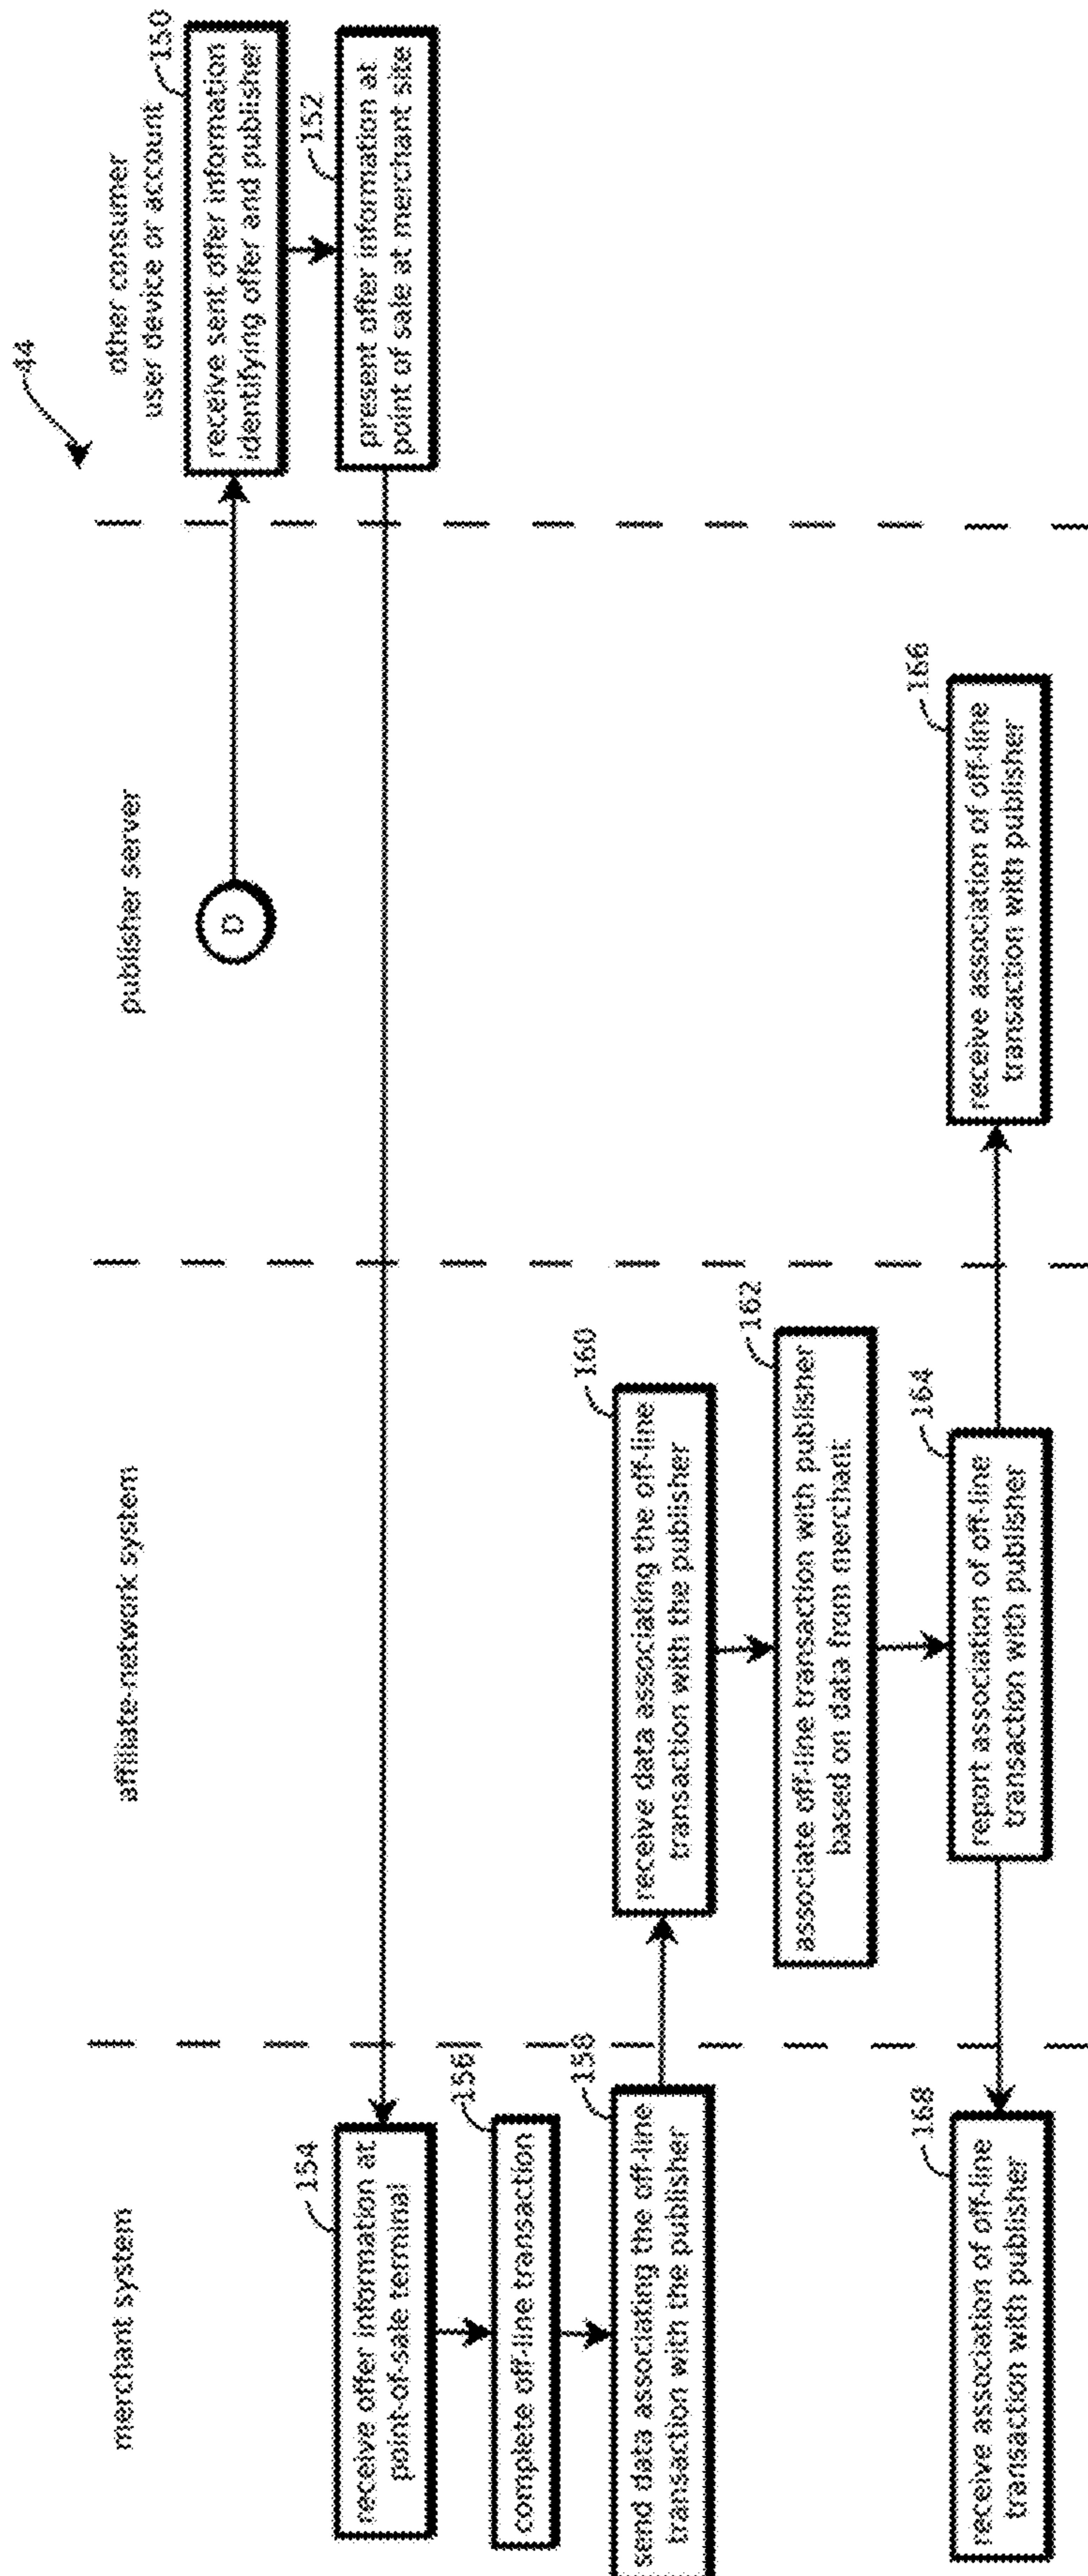 44
merchant system
affiliate-network system
publisher server
other consumer
user device or account
D
150
receive sent offer information
identifying offer and publisher
152
present offer information at
point of sale at merchant site
154
receive offer information at
point-of-sale terminal
156
complete off-line transaction
158
send data associating the off-line
transaction with the publisher
160
receive data associating the off-line
transaction with the publisher
162
associate off-line transaction with publisher
based on data from merchant
164
report association of off-line
transaction with publisher
166
receive association of off-line
transaction with publisher
168
receive association of off-line
transaction with publisher